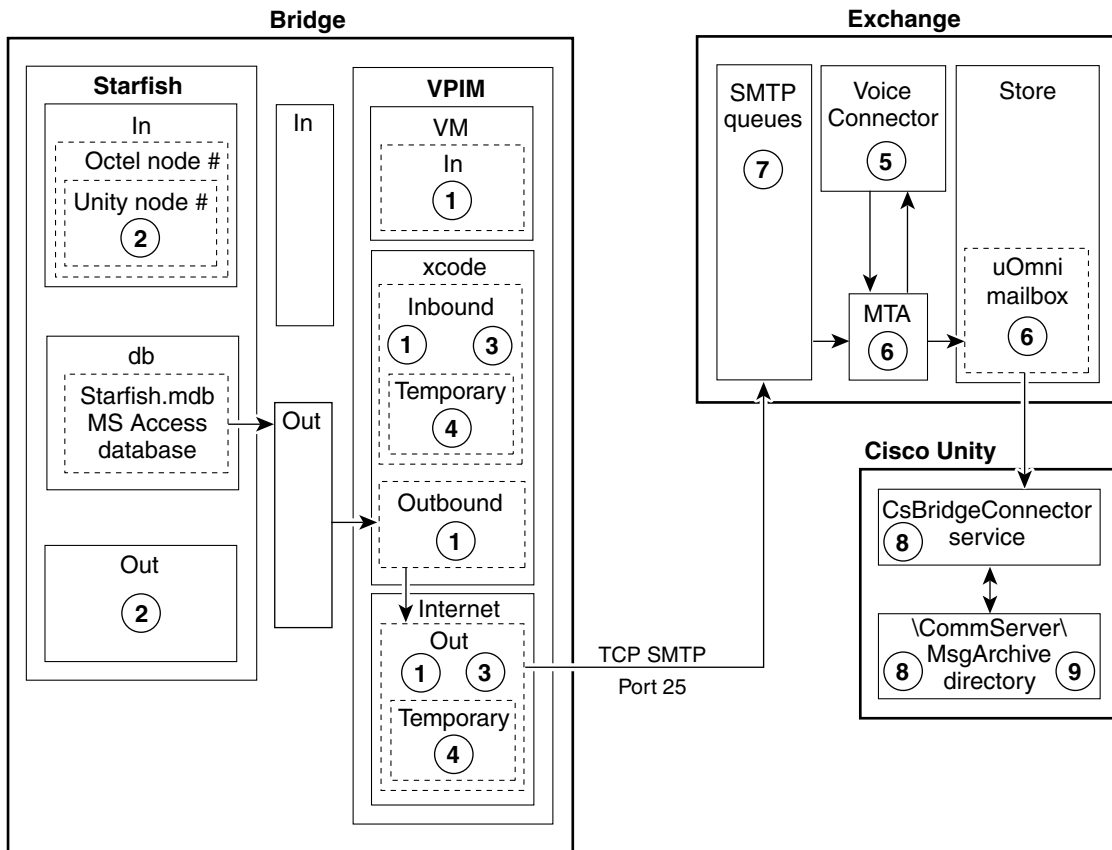 Bridge
Starfish
In
Octel node #
Unity node #
2
db
Starfish.mdb
MS Access
database
Out
2
In
Out
VPIM
VM
In
1
xcode
Inbound
1 3
Temporary
4
Outbound
1
Internet
Out
1 3
Temporary
4
TCP SMTP
Port 25
Exchange
SMTP
queues
7
Voice
Connector
5
MTA
6
Store
uOmni
mailbox
6
Cisco Unity
CsBridgeConnector
service
8
\CommServer\
MsgArchive
directory
8 9